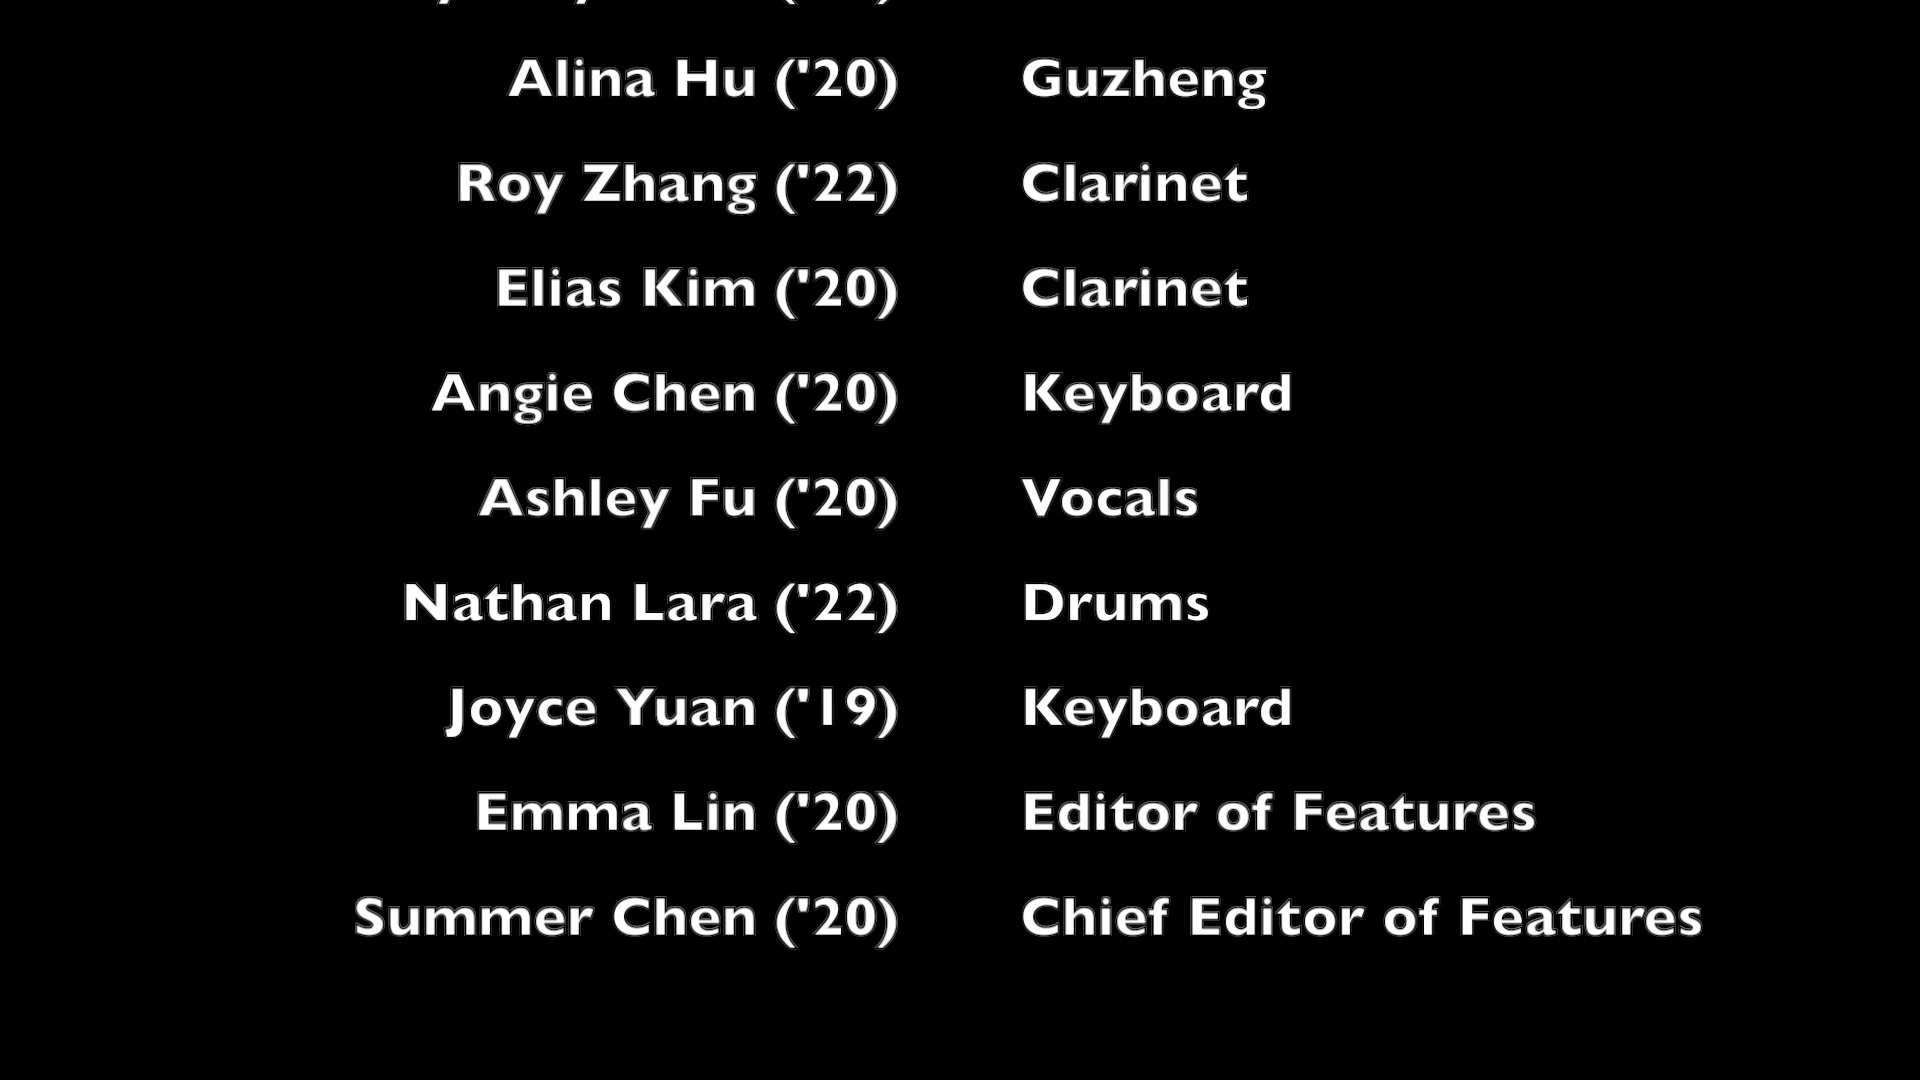 Alina Hu ('20) Guzheng
Roy Zhang ('22) Clarinet
Elias Kim ('20) Clarinet
Angie Chen ('20) Keyboard
Ashley Fu ('20) Vocals
Nathan Lara ('22) Drums
Joyce Yuan ('19) Keyboard
Emma Lin ('20) Editor of Features
Summer Chen ('20) Chief Editor of Features